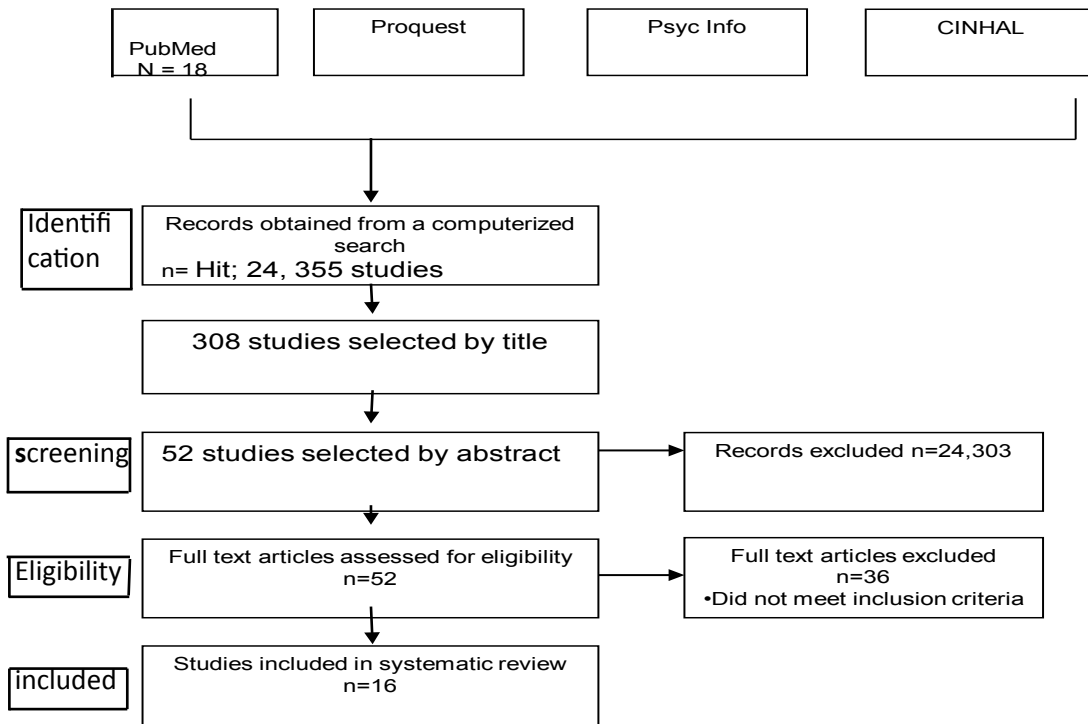 PubMed
N = 18
Proquest
Psyc Info
CINHAL
Identifi
cation
Records obtained from a computerized
search
n= Hit; 24, 355 studies
308 studies selected by title
screening
52 studies selected by abstract
Records excluded n=24,303
Eligibility
Full text articles assessed for eligibility
n=52
Full text articles excluded
n=36
•Did not meet inclusion criteria
included
Studies included in systematic review
n=16